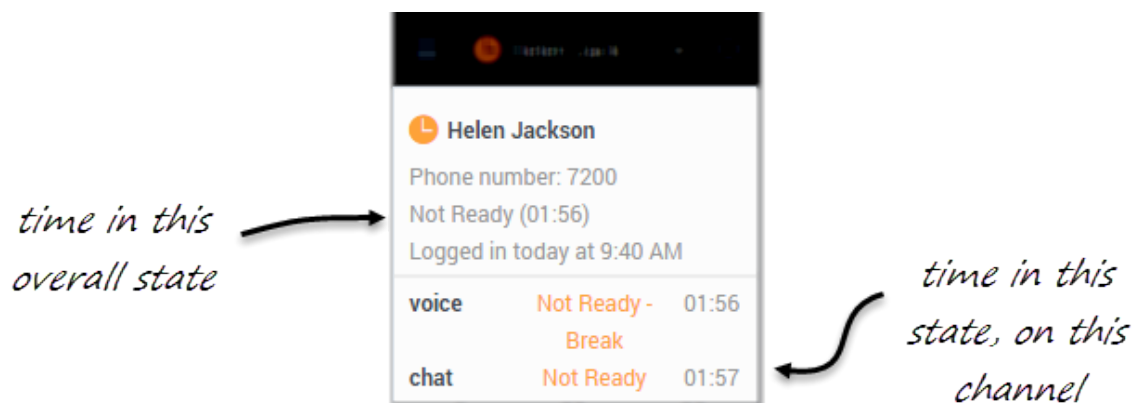 Helen Jackson
Phone number: 7200
time in this
overall state
Not Ready (01:56)
Logged in today at 9:40 AM
voice Not Ready - 01:56
Break
chat Not Ready 01:57
time in this
state, on this
channel